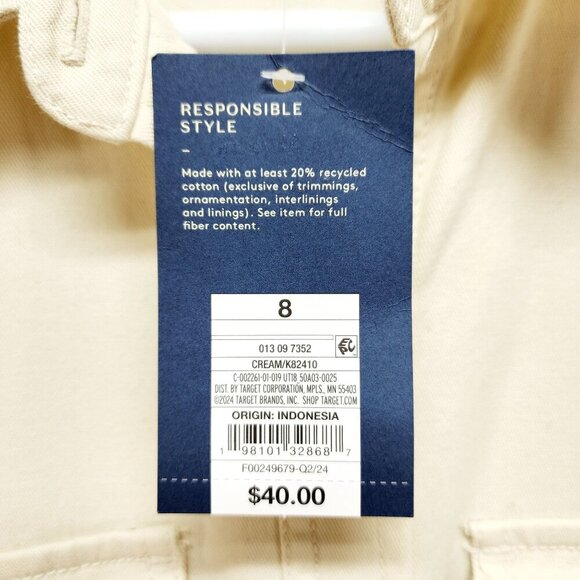 RESPONSIBLE
STYLE
–
Made with at least 20% recycled
cotton (exclusive of trimmings,
ornamentation, interlinings
and linings). See item for full
fiber content.
8
013 09 7352
EPC
CREAM/K82410
C-002261-01-019 UT18 50A03-0025
DIST. BY TARGET CORPORATION, MPLS., MN 55403
©2024 TARGET BRANDS, INC. SHOP TARGET.COM
ORIGIN: INDONESIA
1 98101 32868 7
F00249679-Q2/24
$40.00